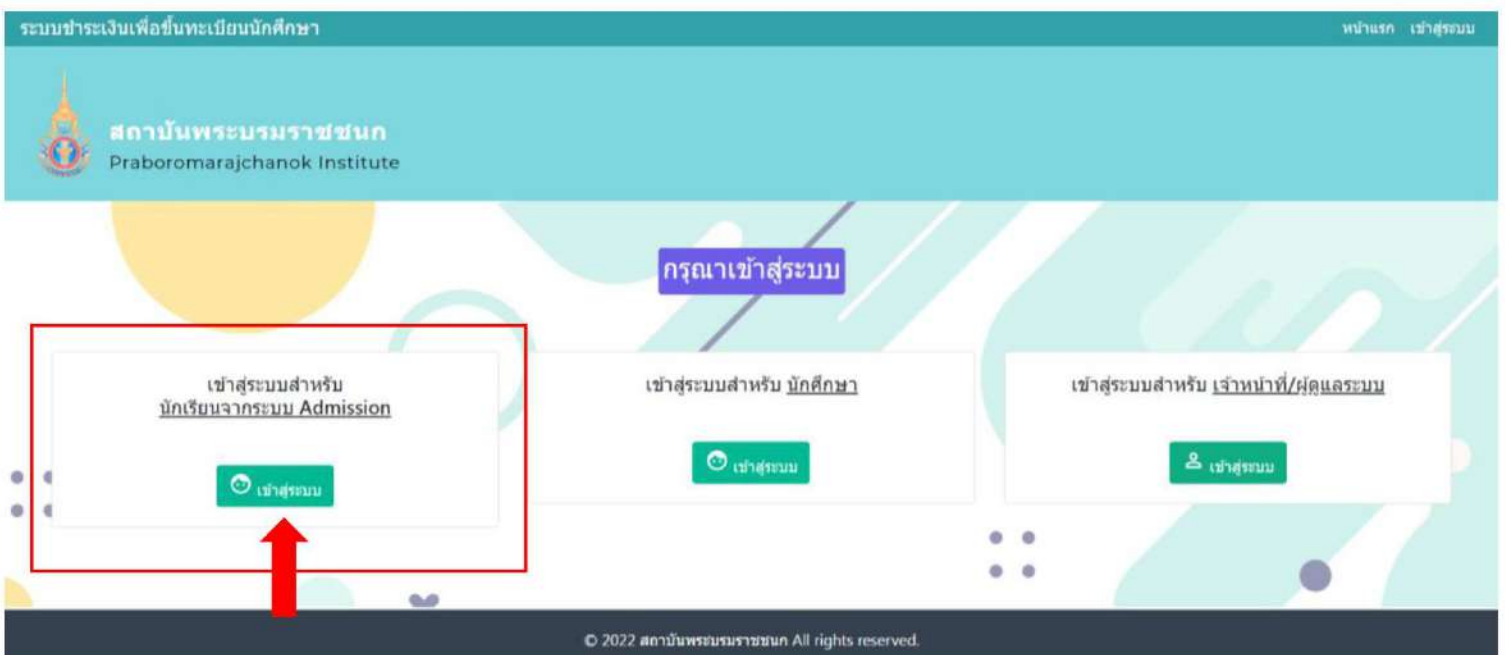 ระบบชำระเงินเพื่อขึ้นทะเบียนนักศึกษา
หน้าแรก เข้าสู่ระบบ
สถาบันพระบรมราชชนก
Praboromarajchanok Institute
กรุณาเข้าสู่ระบบ
เข้าสู่ระบบสำหรับ
นักเรียนจากระบบ Admission
เข้าสู่ระบบ
เข้าสู่ระบบสำหรับ นักศึกษา
เข้าสู่ระบบ
เข้าสู่ระบบสำหรับ เจ้าหน้าที่/ผู้ดูแลระบบ
เข้าสู่ระบบ
© 2022 สถาบันพระบรมราชชนก All rights reserved.